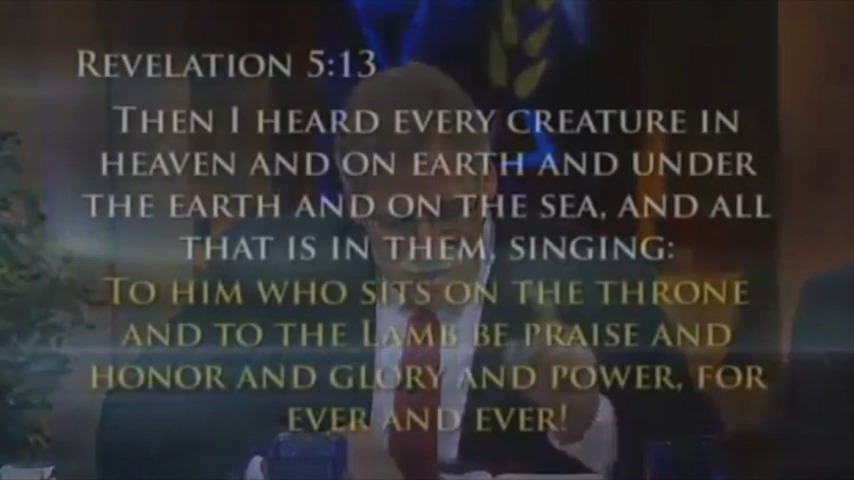 REVELATION 5:13
THEN I HEARD EVERY CREATURE IN
HEAVEN AND ON EARTH AND UNDER
THE EARTH AND ON THE SEA, AND ALL
THAT IS IN THEM, SINGING:
TO HIM WHO SITS ON THE THRONE
AND TO THE LAMB BE PRAISE AND
HONOR AND GLORY AND POWER, FOR
EVER AND EVER!